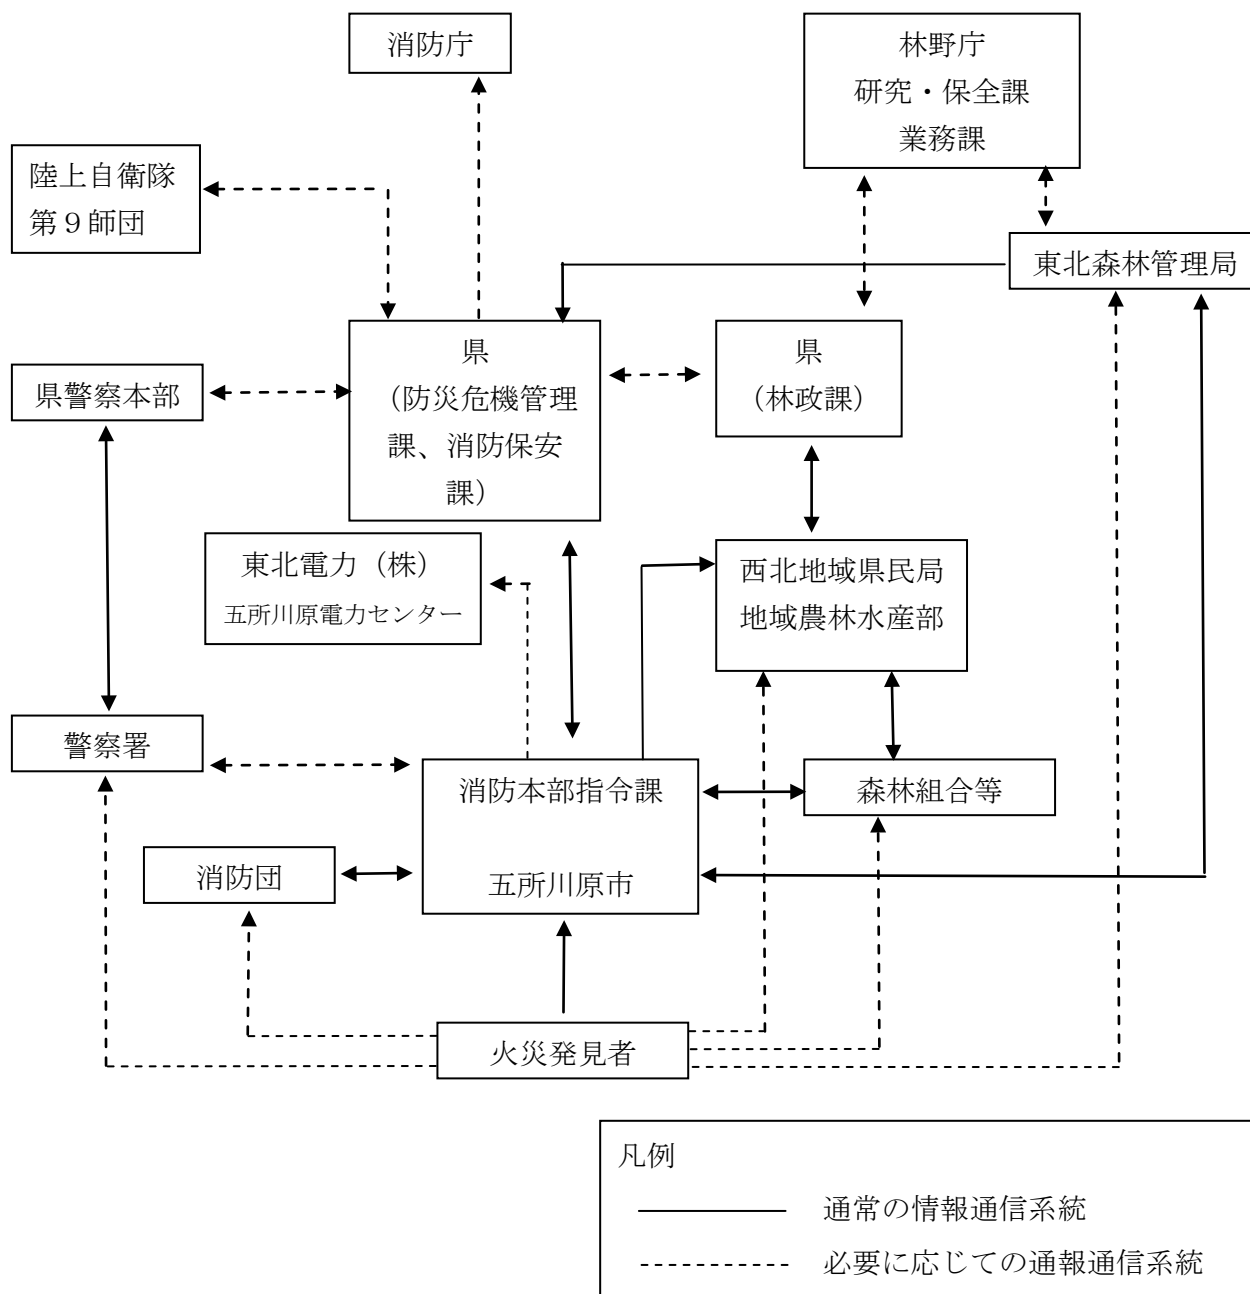 消防庁
林野庁
研究・保全課
業務課
陸上自衛隊
第９師団
東北森林管理局
県
（防災危機管理
課、消防保安
課）
県
（林政課）
県警察本部
東北電力（株）
五所川原電力センター
西北地域県民局
地域農林水産部
警察署
消防本部指令課
五所川原市
森林組合等
消防団
火災発見者
凡例
通常の情報通信系統
必要に応じての通報通信系統